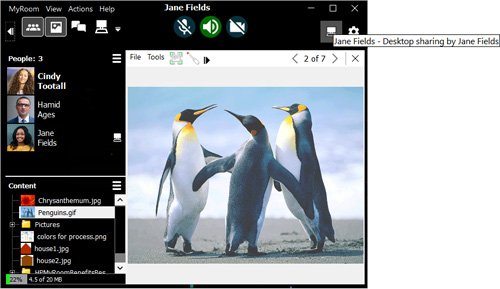 MyRoom View Actions Help
Jane Fields
Jane Fields - Desktop sharing by Jane Fields
People: 3
Cindy
Tootall
Hamid
Ages
Jane
Fields
File Tools
2 of 7
Content
Chrysanthemum.jpg
Penguins.gif
Pictures
colors for process.png
house1.jpg
house2.jpg
HPMyRoomBenefitsRes
22% 4.5 of 20 MB